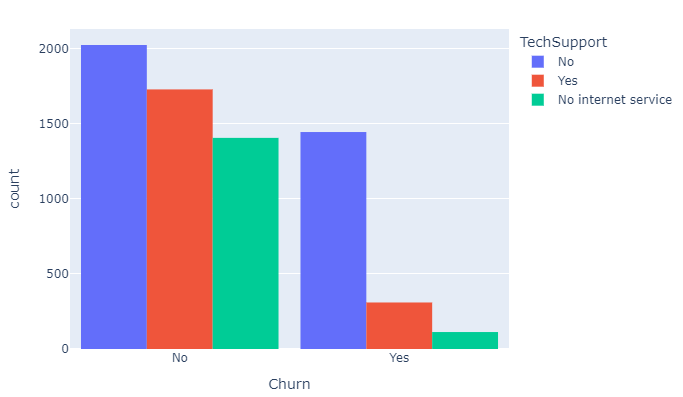 TechSupport
No
Yes
No internet service
2000
1500
1000
500
0
count
No
Yes
Churn